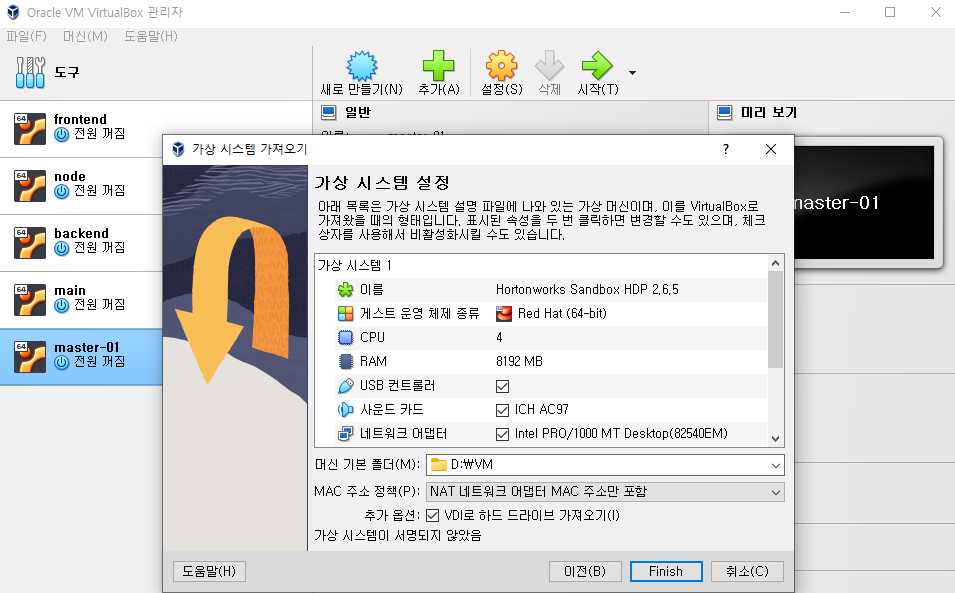 Oracle VM VirtualBox 관리자
파일(F) 머신(M) 도움말(H)
도구
새로 만들기(N) 추가(A) 설정(S) 삭제 시작(T)
일반
미리 보기
64 frontend
전원 꺼짐
64 node
전원 꺼짐
64 backend
전원 꺼짐
64 main
전원 꺼짐
64 master-01
전원 꺼짐
master-01
가상 시스템 가져오기
?
가상 시스템 설정
아래 목록은 가상 시스템 설명 파일에 나와 있는 가상 머신이며, 이를 VirtualBox로
가져왔을 때의 형태입니다. 표시된 속성을 두 번 클릭하면 변경할 수도 있으며, 체크
상자를 사용해서 비활성화시킬 수도 있습니다.
가상 시스템 1
이름 Hortonworks Sandbox HDP 2.6.5
게스트 운영 체제 종류 Red Hat (64-bit)
CPU 4
RAM 8192 MB
USB 컨트롤러
사운드 카드 ICH AC97
네트워크 어댑터 Intel PRO/1000 MT Desktop(82540EM)
머신 기본 폴더(M): D:₩VM
MAC 주소 정책(P): NAT 네트워크 어댑터 MAC 주소만 포함
추가 옵션: VDI로 하드 드라이브 가져오기(I)
가상 시스템이 서명되지 않았음
도움말(H) 이전(B) Finish 취소(C)